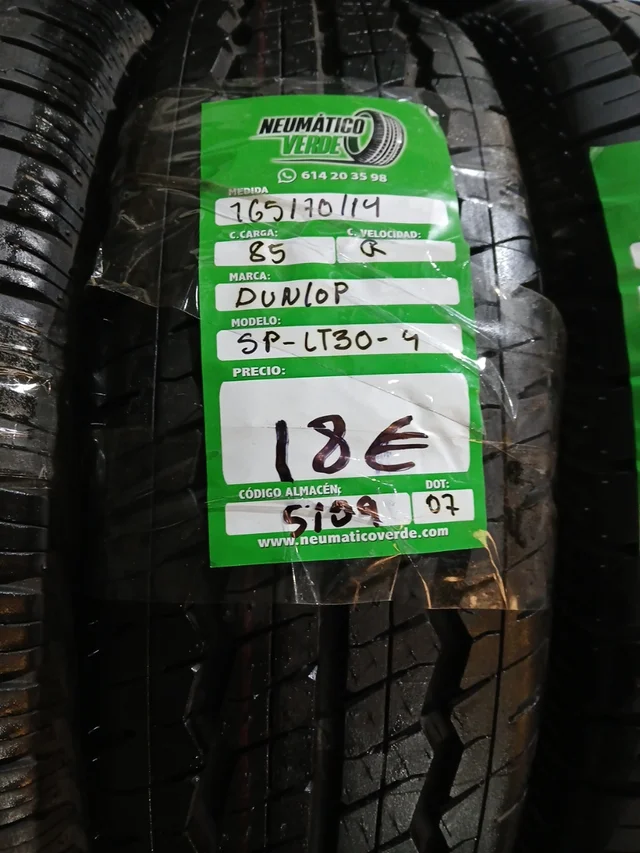 NEUMÁTICO
VERDE
614 20 35 98
MEDIDA
165/70/14
C.CARGA: C. VELOCIDAD:
85 R
MARCA:
DUNLOP
MODELO:
SP-LT30-4
PRECIO:
18€
CÓDIGO ALMACÉN: DOT:
5109 07
www.neumaticoverde.com